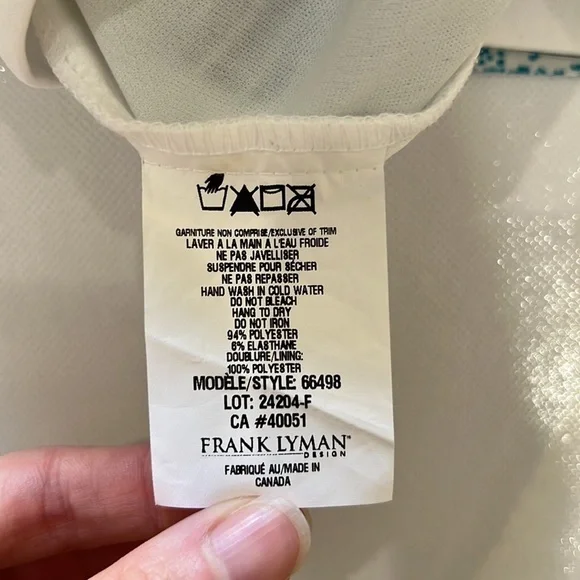 GARNITURE NON COMPRISE/EXCLUSIVE OF TRIM
LAVER A LA MAIN A L'EAU FROIDE
NE PAS JAVELLISER
SUSPENDRE POUR SÉCHER
NE PAS REPASSER
HAND WASH IN COLD WATER
DO NOT BLEACH
HANG TO DRY
DO NOT IRON
94% POLYESTER
6% ELASTHANE
DOUBLURE/LINING:
100% POLYESTER
MODÈLE/STYLE: 66498
LOT: 24204-F
CA #40051
FRANK LYMAN
DESIGN
FABRIQUÉ AU/MADE IN
CANADA